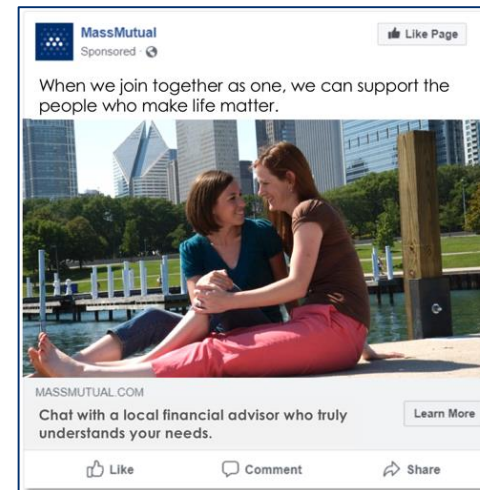 MassMutual
Like Page
Sponsored ·
When we join together as one, we can support the
people who make life matter.
MASSMUTUAL.COM
Chat with a local financial advisor who truly
understands your needs.
Learn More
Like
Comment
Share